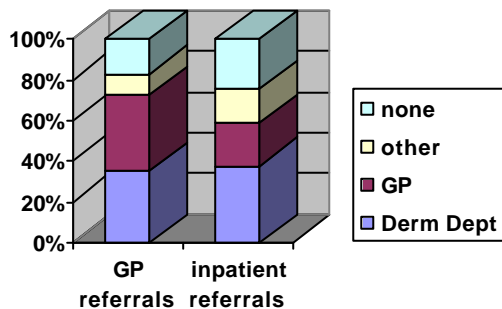 100%
80%
60%
40%
20%
0%
GP
referrals
inpatient
referrals
none
other
GP
Derm Dept